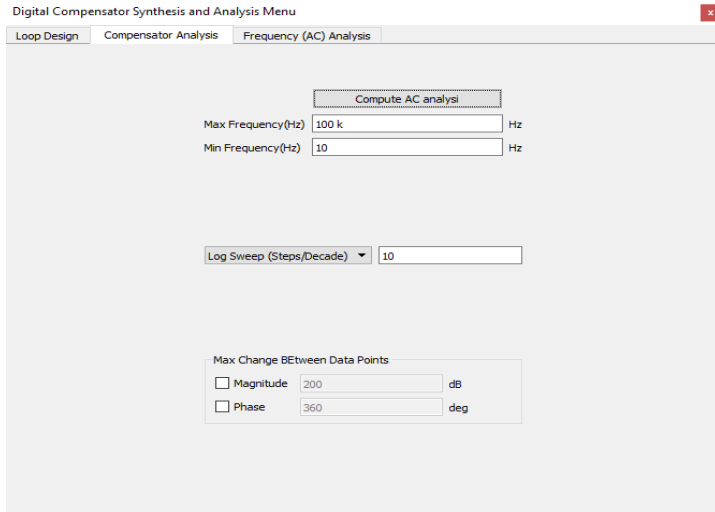 Digital Compensator Synthesis and Analysis Menu
x
Loop Design Compensator Analysis Frequency (AC) Analysis
Compute AC analysi
Max Frequency(Hz) 100 k Hz
Min Frequency(Hz) 10 Hz
Log Sweep (Steps/Decade) 10
Max Change BEtween Data Points
Magnitude 200 dB
Phase 360 deg